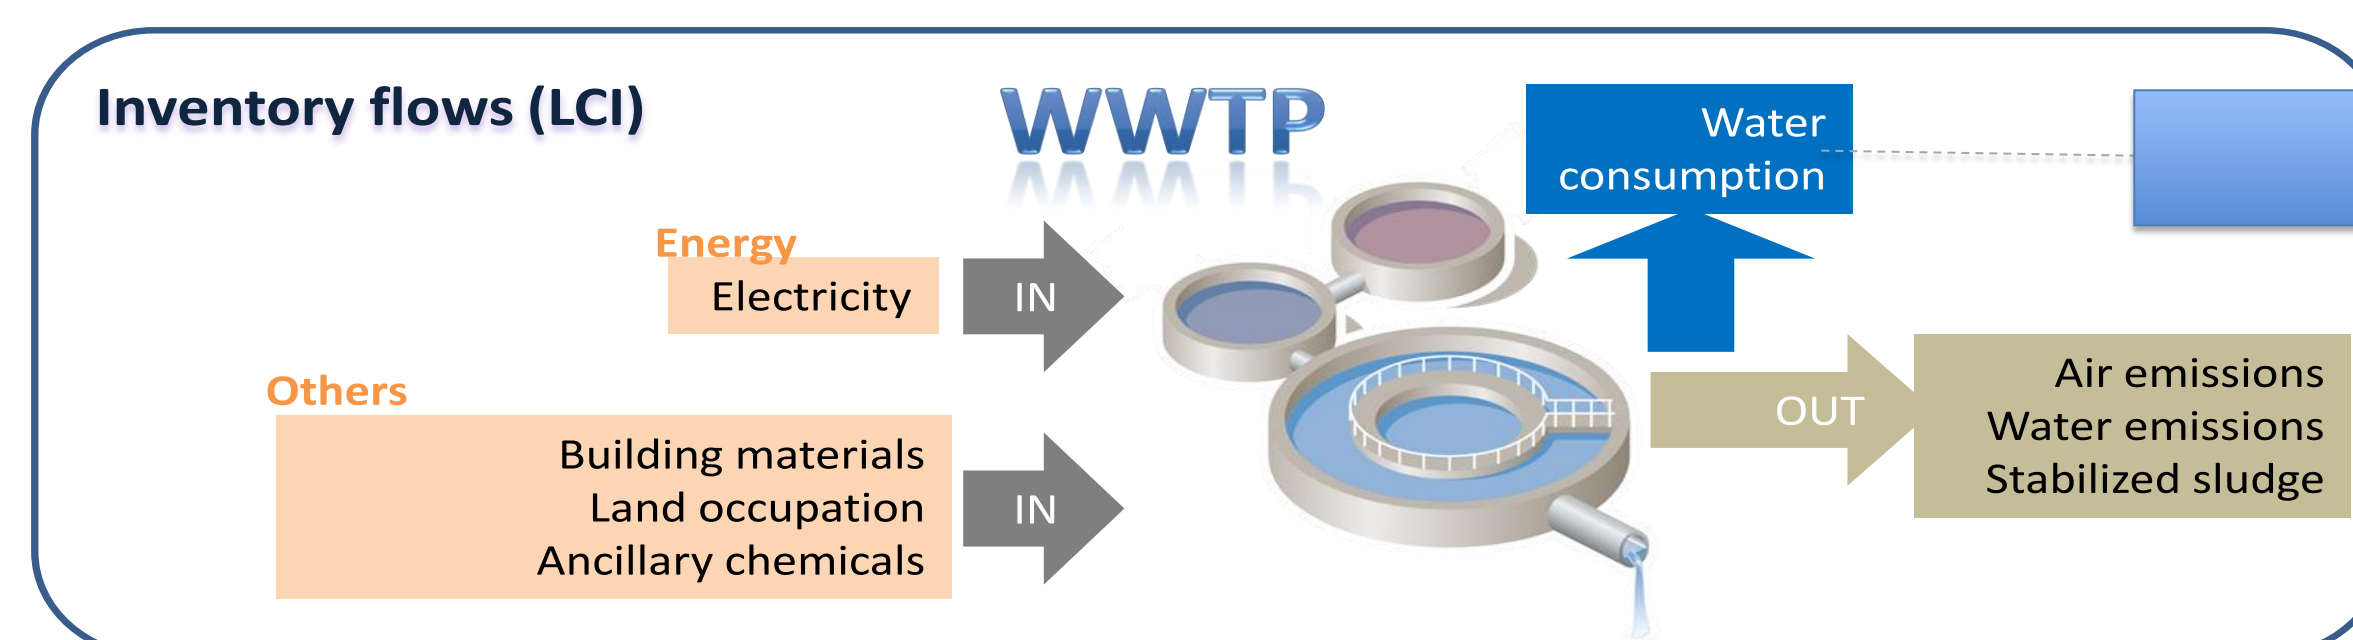 Inventory flows (LCI)
WWTP
Water
consumption
Energy
Electricity
IN
Others
Building materials
Land occupation
Ancillary chemicals
IN
OUT
Air emissions
Water emissions
Stabilized sludge